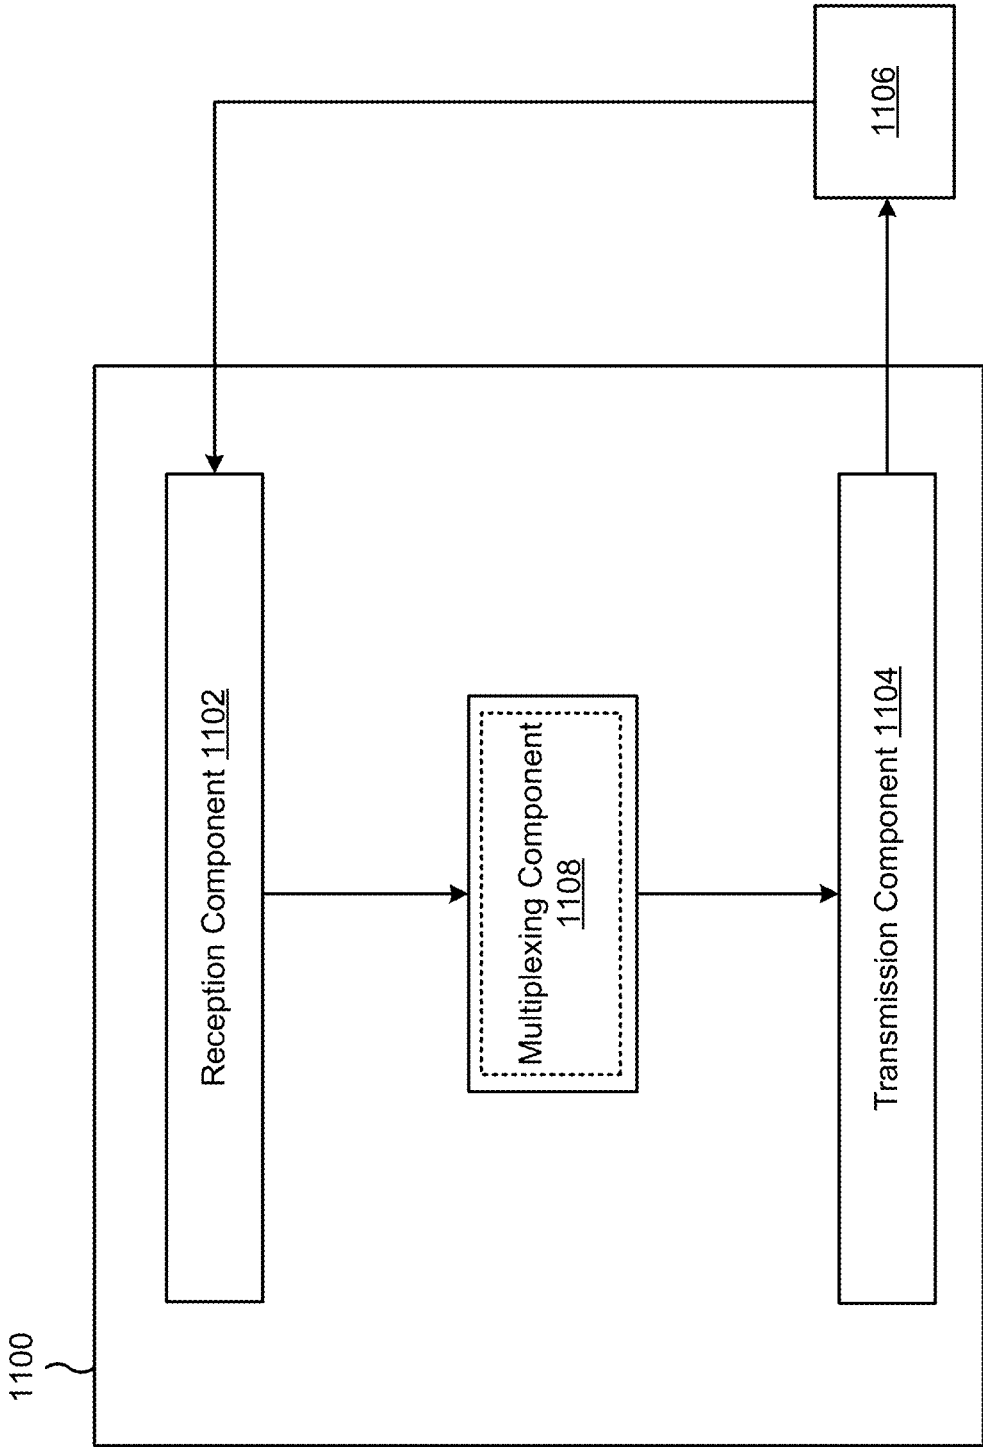 1100
Reception Component 1102
Multiplexing Component
1108
Transmission Component 1104
1106